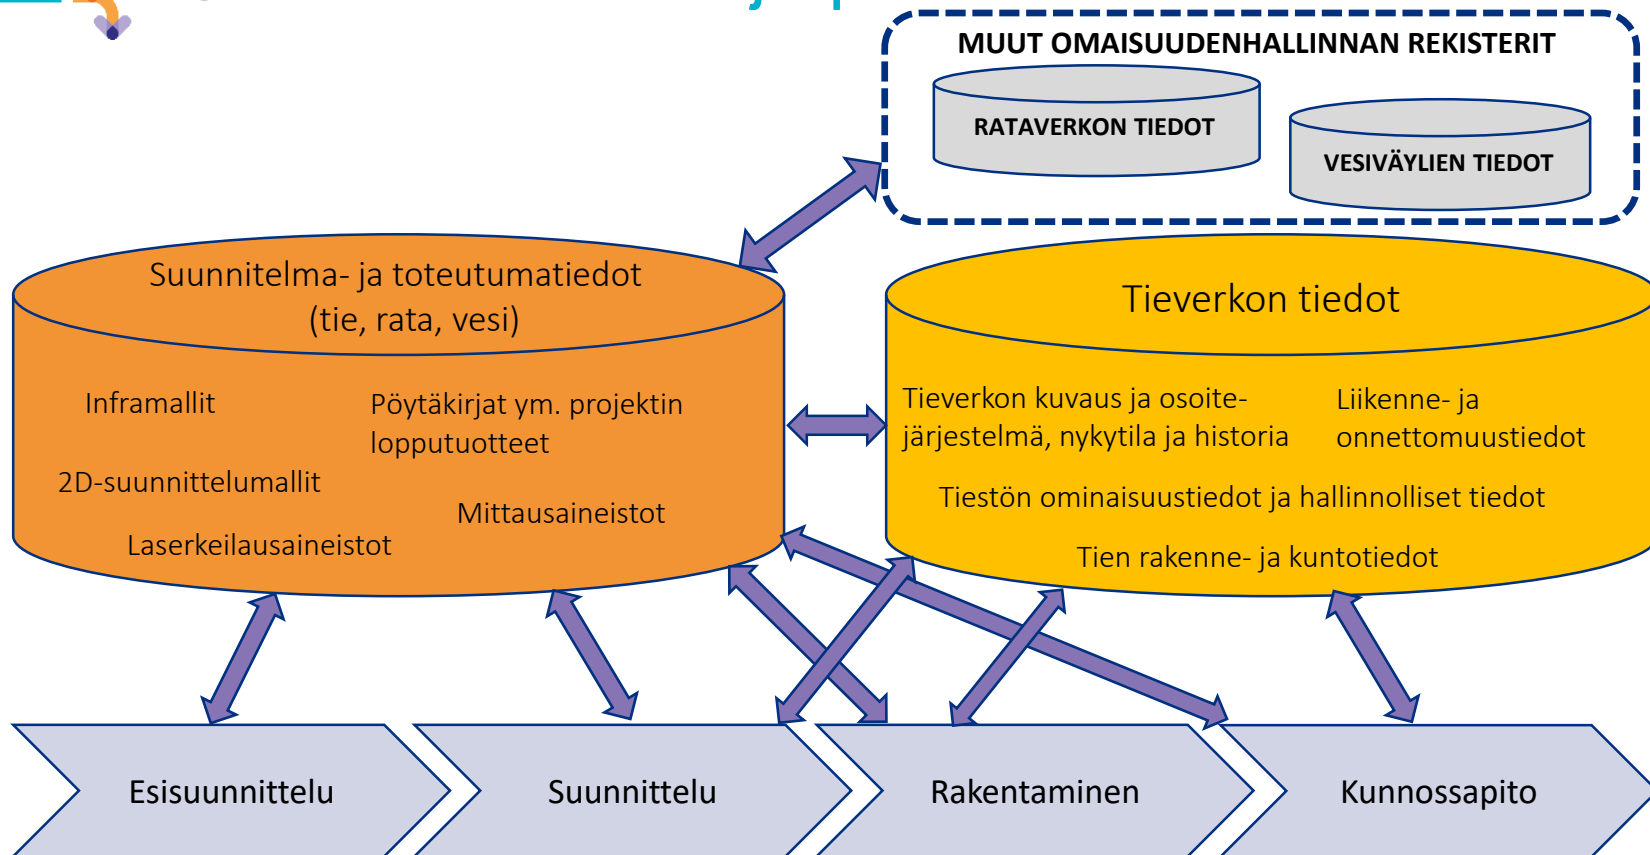 MUUT OMAISUUDENHALLINNAN REKISTERIT
RATAVERKON TIEDOT
VESIVÄYLIEN TIEDOT
Suunnitelma- ja toteutumatiedot
(tie, rata, vesi)
Inframallit
Pöytäkirjat ym. projektin
lopputuotteet
2D-suunnittelumallit
Mittausaineistot
Laserkeilausaineistot
Tieverkon tiedot
Tieverkon kuvaus ja osoite-
järjestelmä, nykytila ja historia
Liikenne- ja
onnettomuustiedot
Tiestön ominaisuustiedot ja hallinnolliset tiedot
Tien rakenne- ja kuntotiedot
Esisuunnittelu
Suunnittelu
Rakentaminen
Kunnossapito